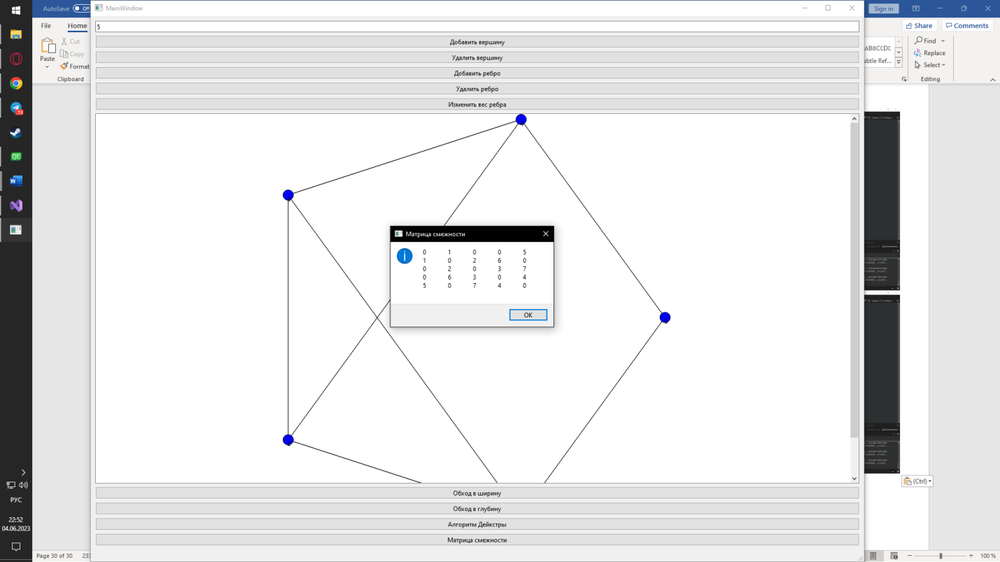 AutoSave
Off
MainWindow
Sign in
File
Home
Share
Comments
5
Paste
Cut
Copy
Format
Clipboard
Добавить вершину
Удалить вершину
Добавить ребро
Удалить ребро
Изменить вес ребра
AaBbCcDd
ubtle Ref...
Find
Replace
Select
Editing
QC
Матрица смежности
0 1 0 0 5
1 0 2 6 0
0 2 0 3 7
0 6 3 0 4
5 0 7 4 0
OK
(Ctrl)
Обход в ширину
Обход в глубину
Алгоритм Дейкстры
Матрица смежности
РУС
22:52
04.06.2023
Page 30 of 30
233
100 %